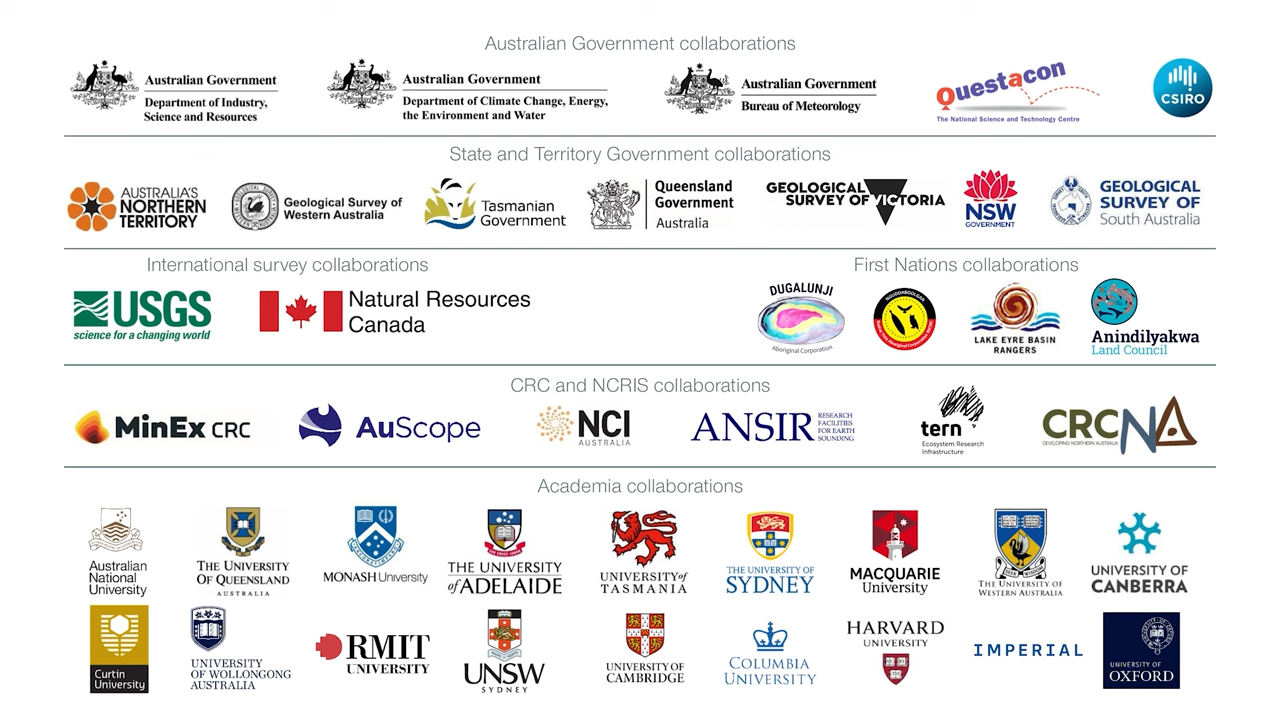 Australian Government collaborations
Australian Government
Department of Industry,
Science and Resources
Australian Government
Department of Climate Change, Energy,
the Environment and Water
Australian Government
Bureau of Meteorology
Questacon
The National Science and Technology Centre
CSIRO
State and Territory Government collaborations
AUSTRALIA'S
NORTHERN
TERRITORY
Geological Survey of
Western Australia
Tasmanian
Government
Queensland
Government
Australia
GEOLOGICAL
SURVEY OF VICTORIA
NSW
GOVERNMENT
GEOLOGICAL
SURVEY OF
South Australia
International survey collaborations
USGS
science for a changing world
Natural Resources
Canada
First Nations collaborations
DUGALUNJI
Aboriginal Corporation
LAKE EYRE BASIN
RANGERS
Anindilyakwa
Land Council
CRC and NCRIS collaborations
MinEx CRC
AuScope
NCI
AUSTRALIA
ANSIR
RESEARCH
FACILITIES
FOR EARTH
SOUNDING
tern
Ecosystem Research
Infrastructure
CRCNA
DEVELOPING NORTHERN AUSTRALIA
Academia collaborations
Australian
National
University
THE UNIVERSITY
OF QUEENSLAND
AUSTRALIA
MONASH University
THE UNIVERSITY
of ADELAIDE
UNIVERSITY of
TASMANIA
THE UNIVERSITY OF
SYDNEY
MACQUARIE
University
THE UNIVERSITY OF
WESTERN AUSTRALIA
UNIVERSITY OF
CANBERRA
Curtin
University
UNIVERSITY
OF WOLLONGONG
AUSTRALIA
RMIT
UNIVERSITY
UNSW
SYDNEY
UNIVERSITY OF
CAMBRIDGE
COLUMBIA
UNIVERSITY
HARVARD
UNIVERSITY
IMPERIAL
UNIVERSITY OF
OXFORD